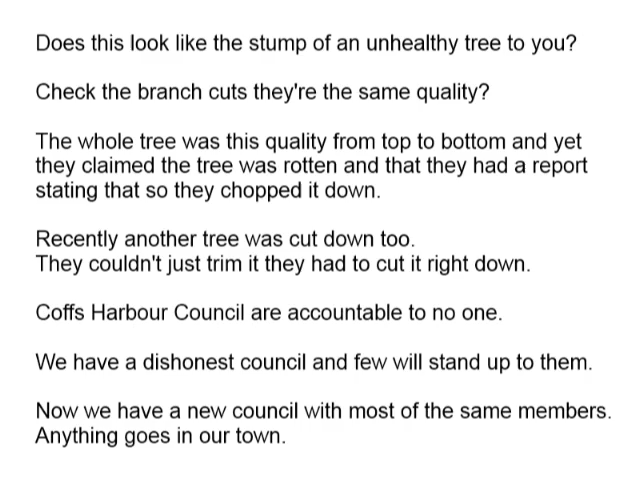 Does this look like the stump of an unhealthy tree to you?
Check the branch cuts they're the same quality?
The whole tree was this quality from top to bottom and yet
they claimed the tree was rotten and that they had a report
stating that so they chopped it down.
Recently another tree was cut down too.
They couldn't just trim it they had to cut it right down.
Coffs Harbour Council are accountable to no one.
We have a dishonest council and few will stand up to them.
Now we have a new council with most of the same members.
Anything goes in our town.